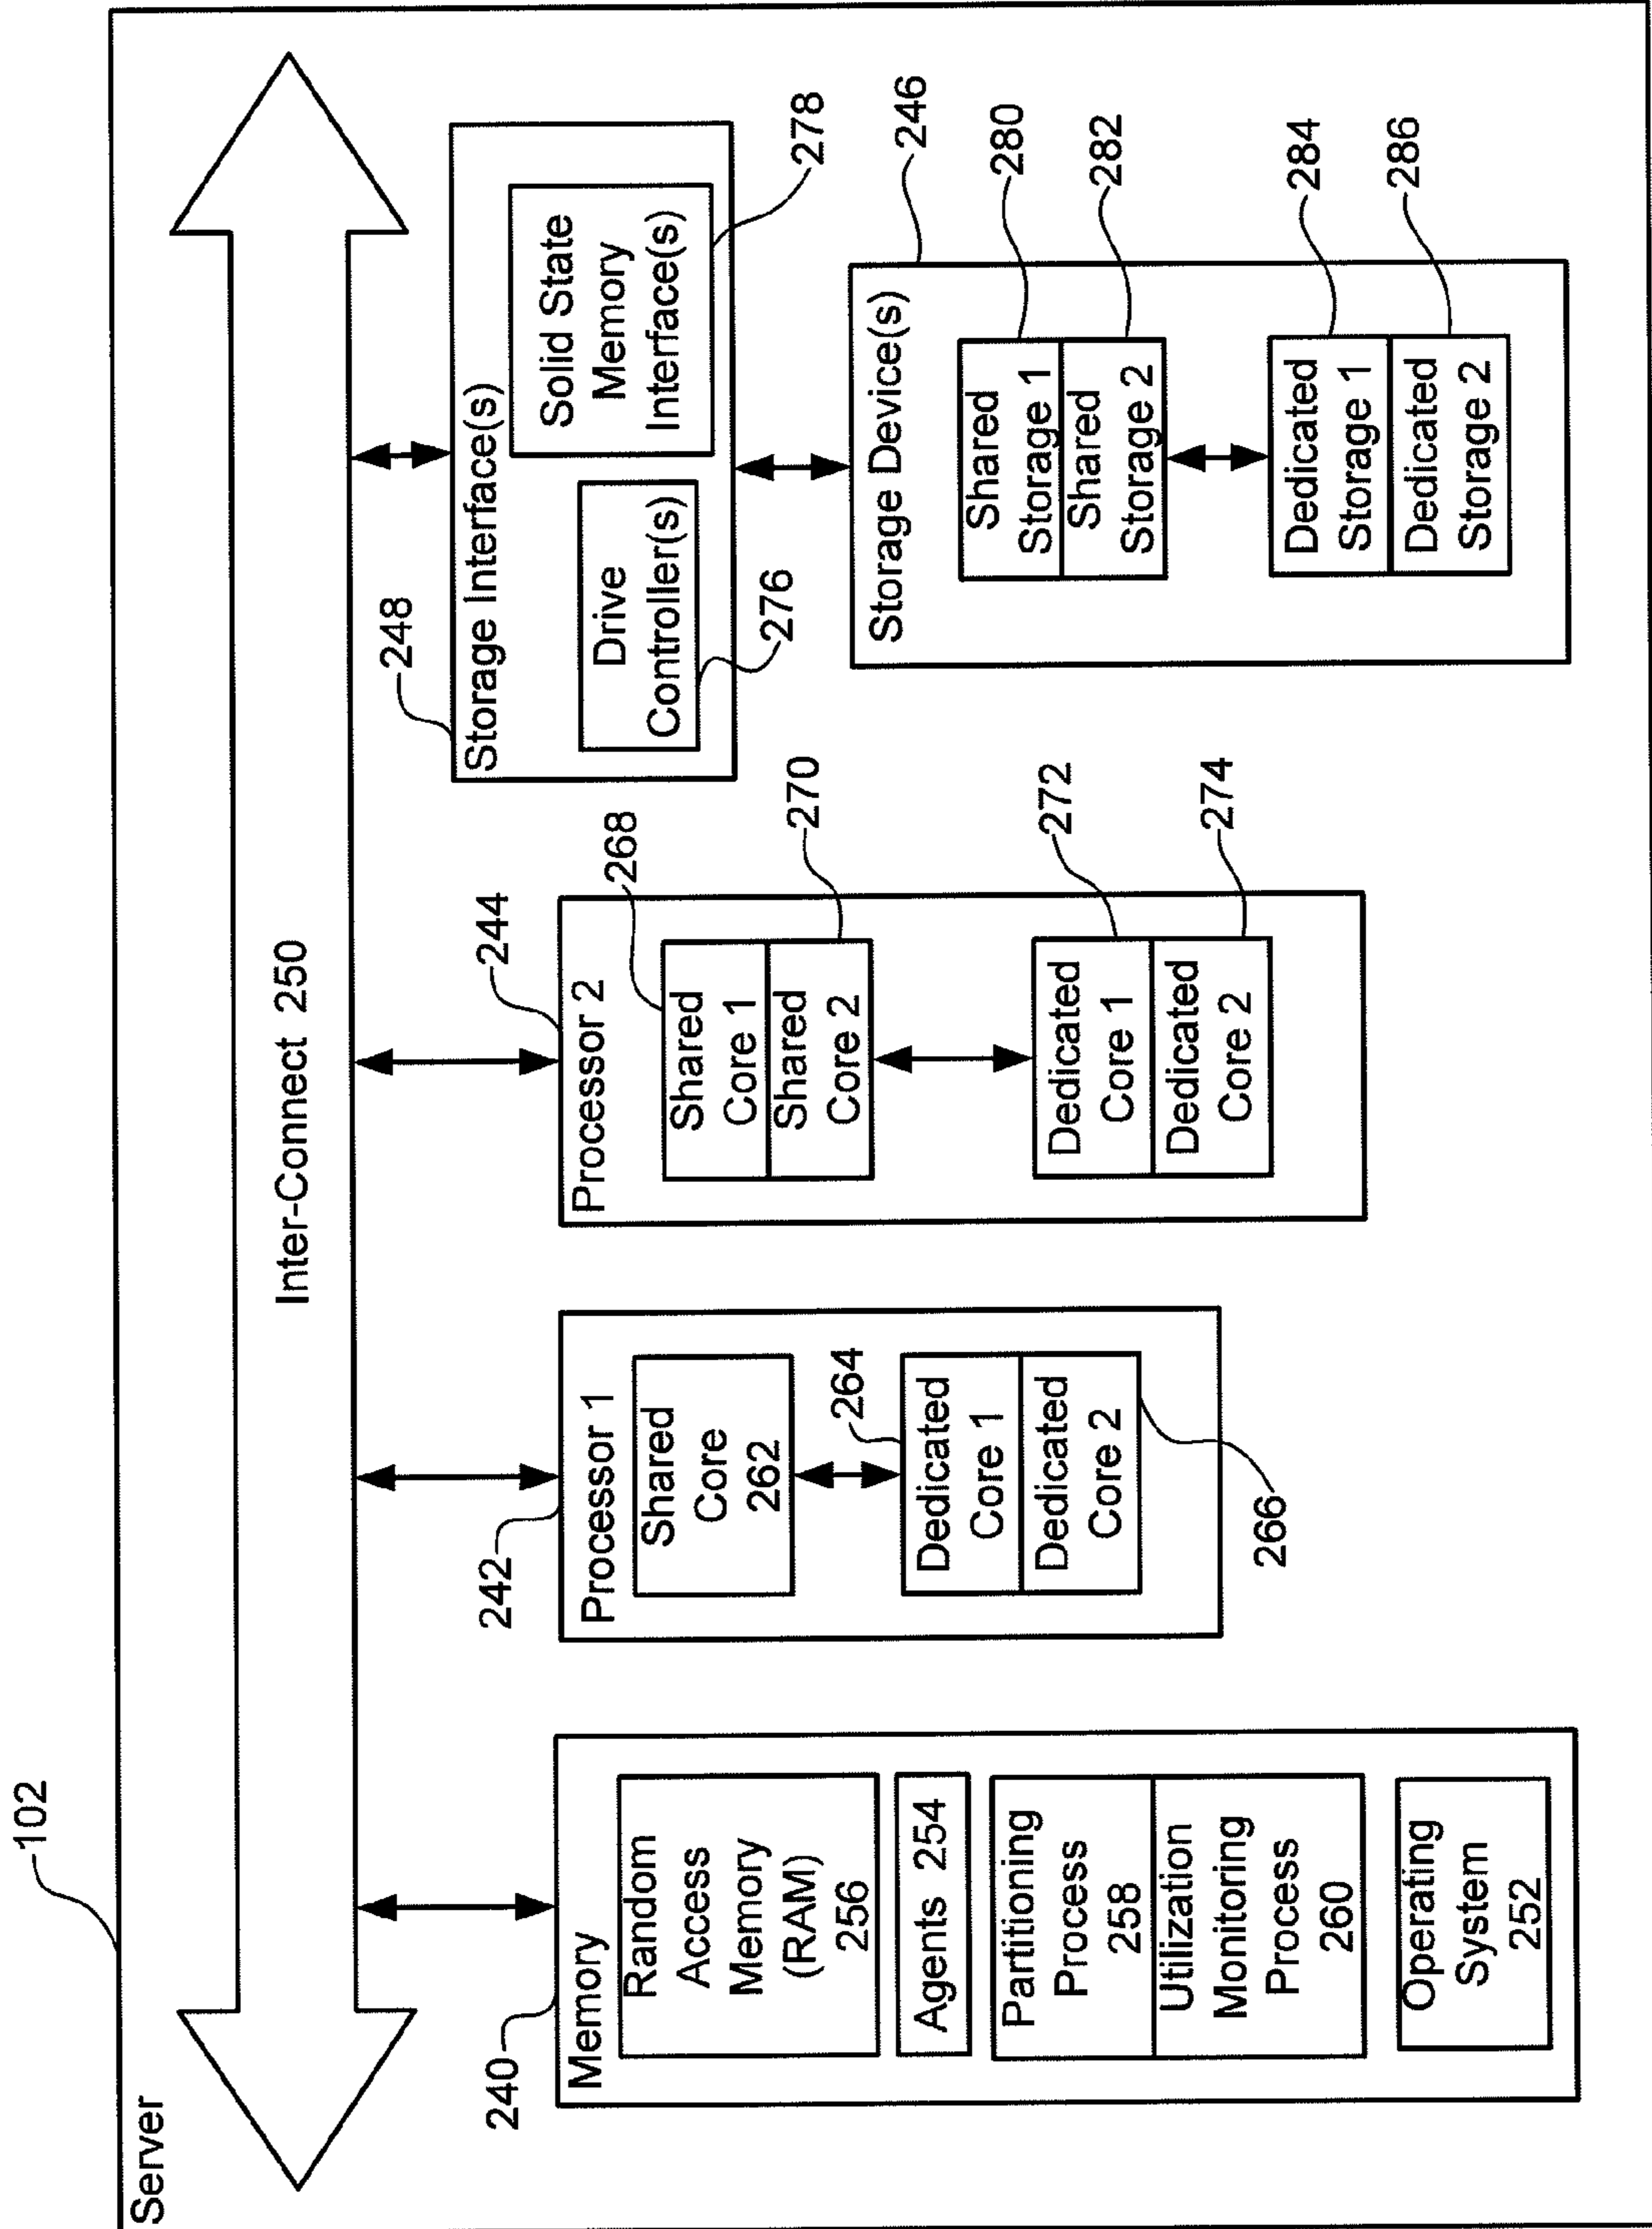 102
Server
Inter-Connect 250
240
Memory
Random
Access
Memory
(RAM)
256
Agents 254
Partitioning
Process
258
Utilization
Monitoring
Process
260
Operating
System
252
242
Processor 1
Shared
Core
262
264
Dedicated
Core 1
Dedicated
Core 2
266
244
Processor 2
268
Shared
Core 1
Shared
Core 2
270
Dedicated
Core 1
272
Dedicated
Core 2
274
248
Storage Interface(s)
Drive
Controller(s)
276
Solid State
Memory
Interface(s)
278
Storage Device(s)
246
Shared
Storage 1
280
Shared
Storage 2
282
Dedicated
Storage 1
284
Dedicated
Storage 2
286